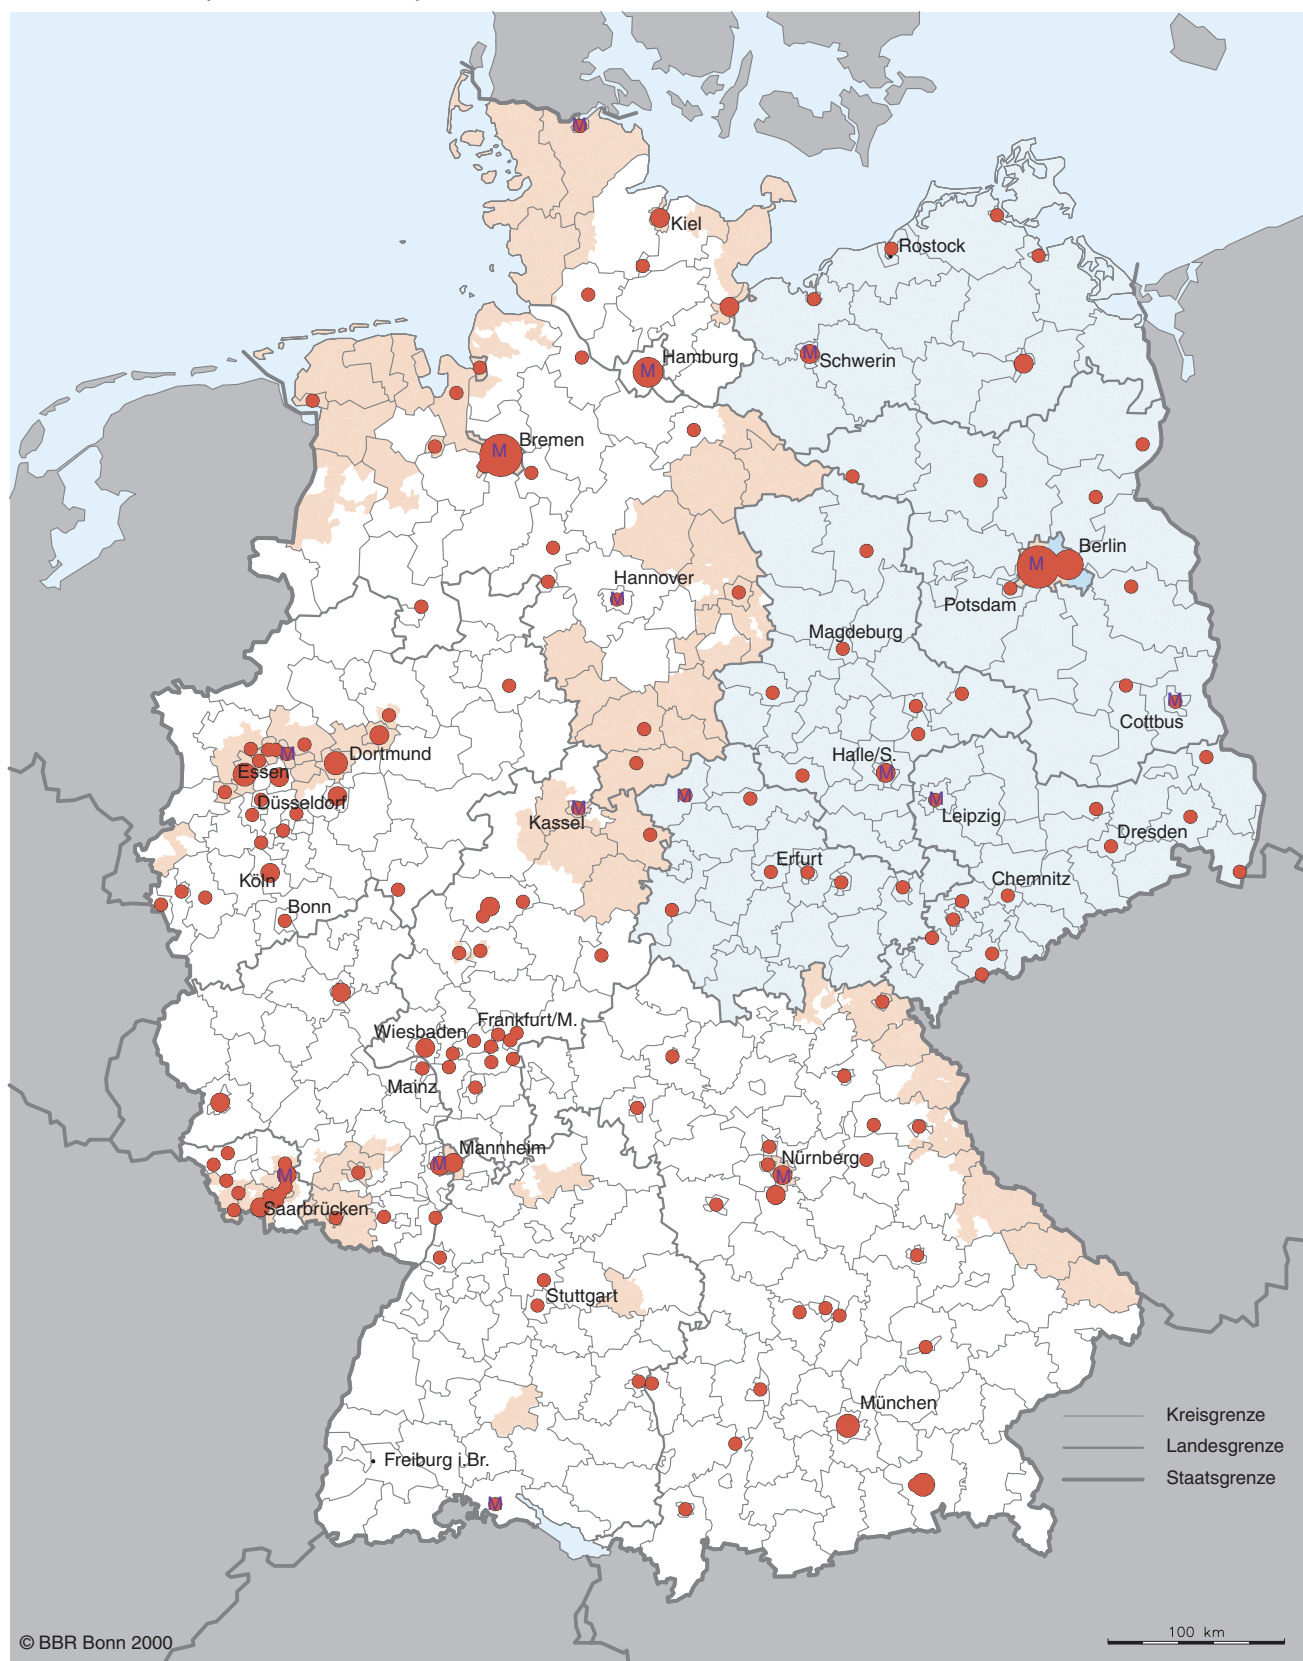 M
Kiel
Rostock
M
Schwerin
Hamburg
M
Bremen
M
Berlin
M
Hannover
M
Potsdam
Magdeburg
M
Cottbus
Dortmund
M
Essen
Halle/S.
M
Düsseldorf
M
M
Leipzig
M
Kassel
Dresden
Erfurt
Köln
Chemnitz
Bonn
Frankfurt/M.
Wiesbaden
Mainz
Mannheim
M
Nürnberg
M
M
Saarbrücken
Stuttgart
München
Kreisgrenze
Landesgrenze
Freiburg i.Br.
Staatsgrenze
M
100 km
© BBR Bonn 2000